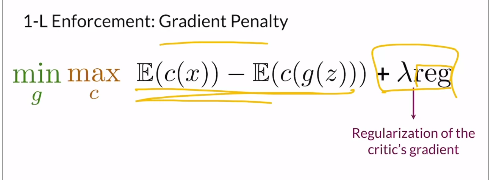 1-L Enforcement: Gradient Penalty
min max 𝔼(c(x)) − 𝔼(c(g(z))) + λreg
g c
Regularization of the
critic's gradient